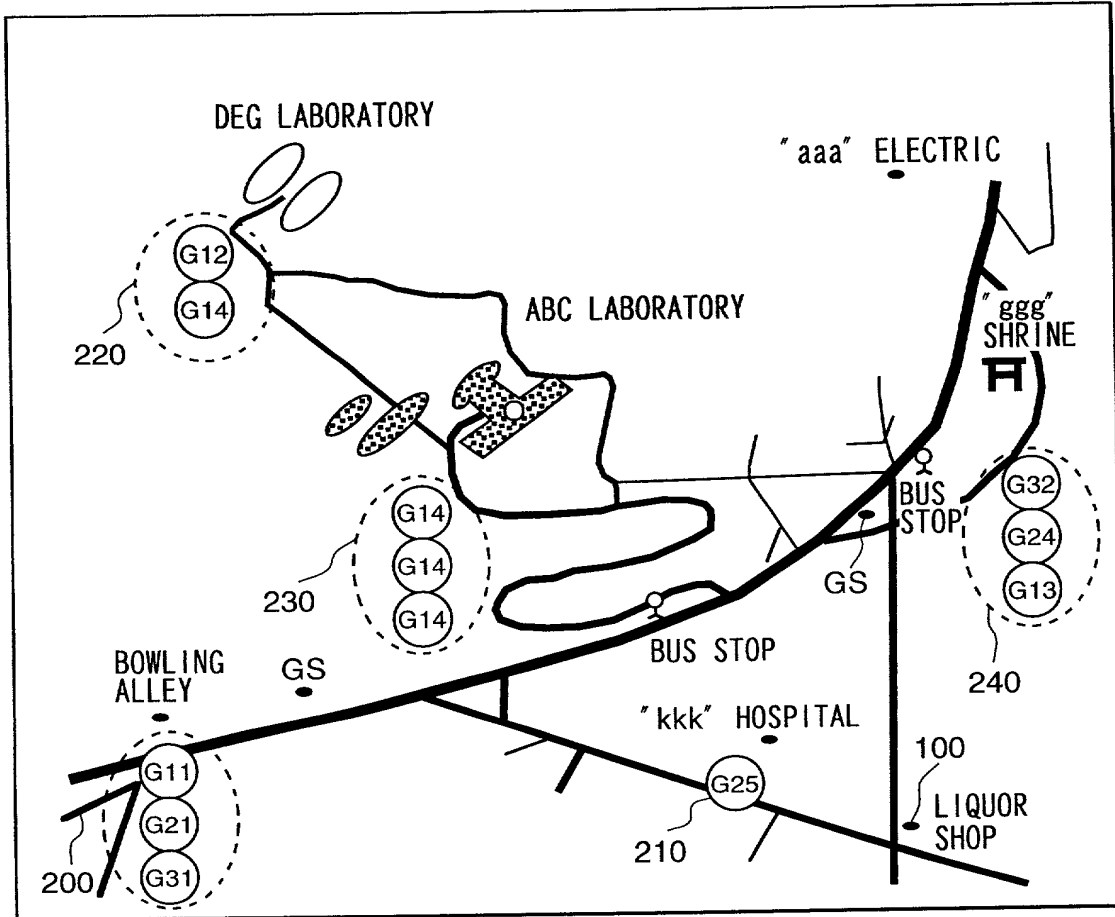 DEG LABORATORY
"aaa" ELECTRIC
G12
G14
220
ABC LABORATORY
"ggg"
SHRINE
BUS
STOP
G32
G24
G13
240
G14
G14
G14
230
GS
BUS STOP
BOWLING
ALLEY
GS
"kkk" HOSPITAL
100
G11
G21
G31
200
G25
210
LIQUOR
SHOP